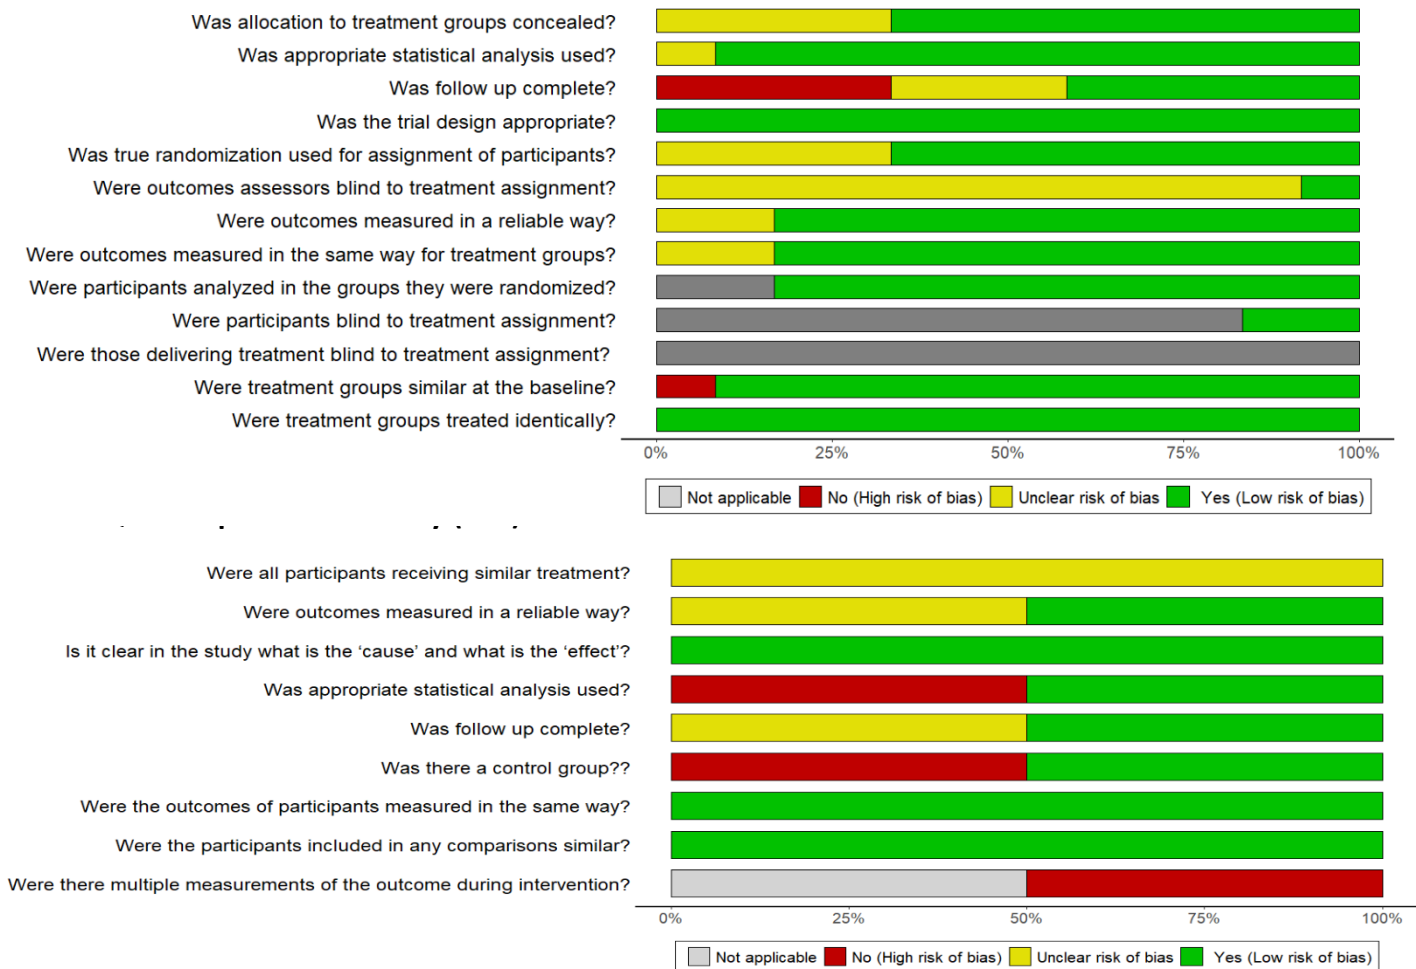 Was allocation to treatment groups concealed?
Was appropriate statistical analysis used?
Was follow up complete?
Was the trial design appropriate?
Was true randomization used for assignment of participants?
Were outcomes assessors blind to treatment assignment?
Were outcomes measured in a reliable way?
Were outcomes measured in the same way for treatment groups?
Were participants analyzed in the groups they were randomized?
Were participants blind to treatment assignment?
Were those delivering treatment blind to treatment assignment?
Were treatment groups similar at the baseline?
Were treatment groups treated identically?
0% 25% 50% 75% 100%
Not applicable No (High risk of bias) Unclear risk of bias Yes (Low risk of bias)
Were all participants receiving similar treatment?
Were outcomes measured in a reliable way?
Is it clear in the study what is the ‘cause’ and what is the ‘effect’?
Was appropriate statistical analysis used?
Was follow up complete?
Was there a control group??
Were the outcomes of participants measured in the same way?
Were the participants included in any comparisons similar?
Were there multiple measurements of the outcome during intervention?
0% 25% 50% 75% 100%
Not applicable No (High risk of bias) Unclear risk of bias Yes (Low risk of bias)